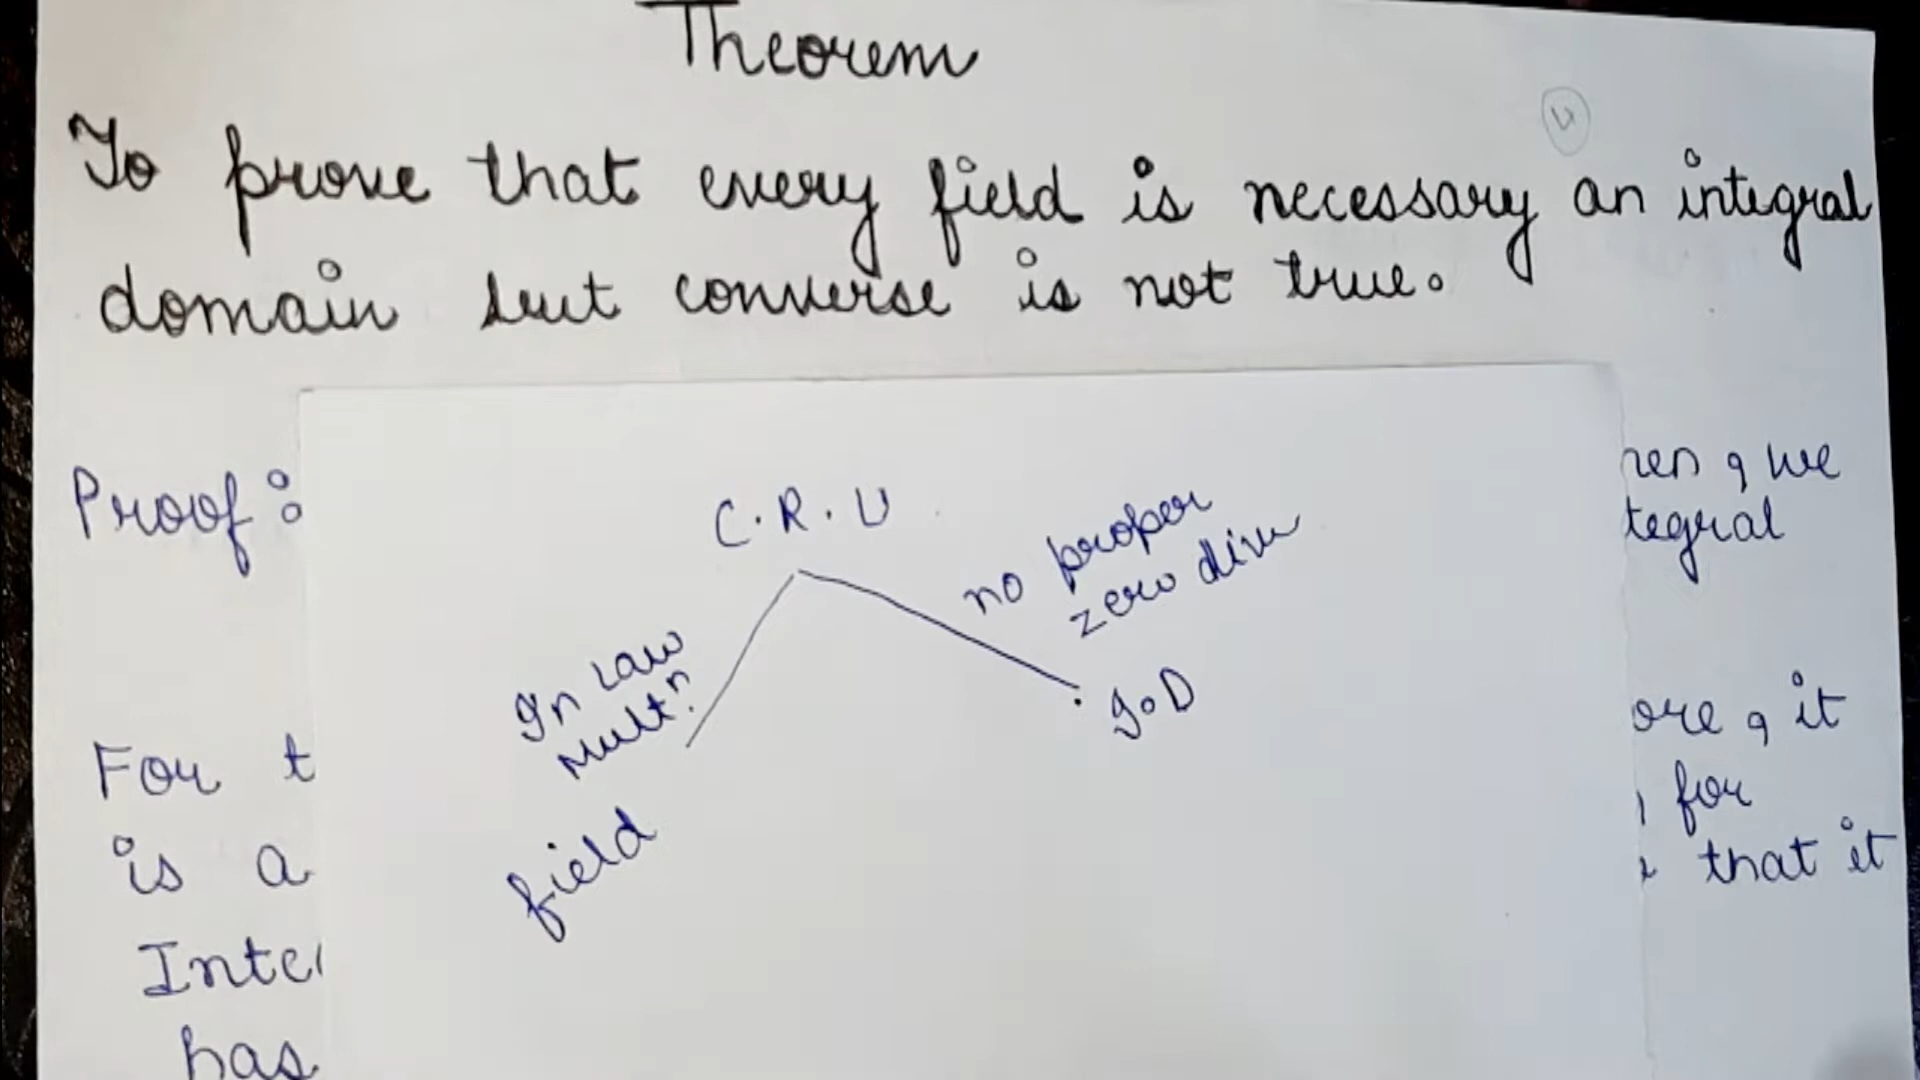 Theorem
To prove that every field is necessary an integral
domain but converse is not true.
Proof:
C.R.U
no proper
zero div
In Law
Multn.
I.D
field
we
tegral
For t
ore, it
for
is a
that it
Inte
has